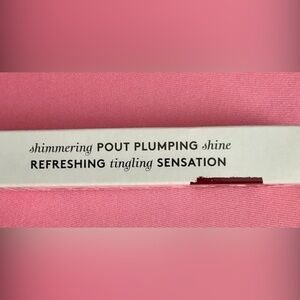 shimmering POUT PLUMPING shine
REFRESHING tingling SENSATION